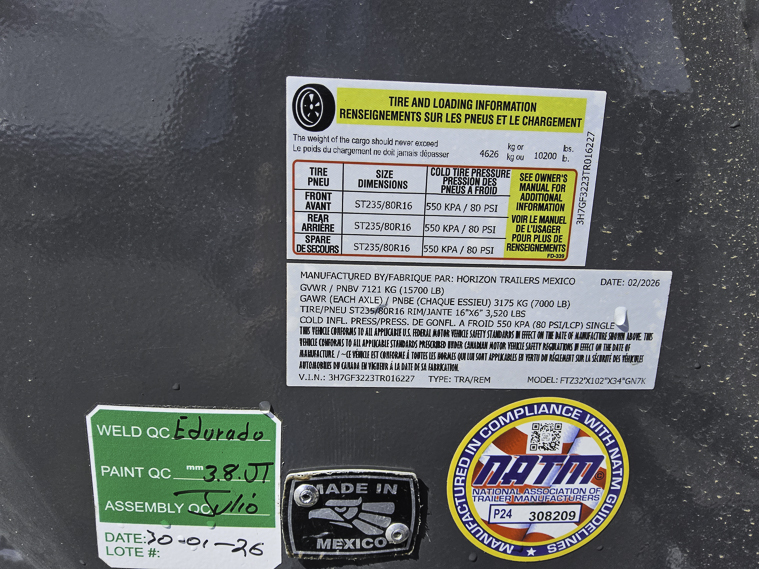 TIRE AND LOADING INFORMATION
RENSEIGNEMENTS SUR LES PNEUS ET LE CHARGEMENT
The weight of the cargo should never exceed
Le poids du chargement ne doit jamais dépasser 4626 kg or kg ou 10200 lbs. lb.
TIRE PNEU SIZE DIMENSIONS COLD TIRE PRESSURE PRESSION DES PNEUS A FROID
FRONT AVANT ST235/80R16 550 KPA / 80 PSI
REAR ARRIÈRE ST235/80R16 550 KPA / 80 PSI
SPARE DE SECOURS ST235/80R16 550 KPA / 80 PSI
SEE OWNER'S
MANUAL FOR
ADDITIONAL
INFORMATION
VOIR LE MANUEL
DE L'USAGER
POUR PLUS DE
RENSEIGNEMENTS
FD-339
3H7GF3223TR016227
MANUFACTURED BY/FABRIQUE PAR: HORIZON TRAILERS MEXICO DATE: 02/2026
GVWR / PNBV 7121 KG (15700 LB)
GAWR (EACH AXLE) / PNBE (CHAQUE ESSIEU) 3175 KG (7000 LB)
TIRE/PNEU ST235/80R16 RIM/JANTE 16"X6" 3,520 LBS
COLD INFL. PRESS/PRESS. DE GONFL. A FROID 550 KPA (80 PSI/LCP) SINGLE
THIS VEHICLE CONFORMS TO ALL APPLICABLE U.S. FEDERAL MOTOR VEHICLE SAFETY STANDARDS IN EFFECT ON THE DATE OF MANUFACTURE SHOWN ABOVE. THIS
VEHICLE CONFORMS TO ALL APPLICABLE STANDARDS PRESCRIBED UNDER CANADIAN MOTOR VEHICLE SAFETY REGULATIONS IN EFFECT ON THE DATE OF
MANUFACTURE / -CE VÉHICULE EST CONFORME À TOUTES LES NORMES QUI LUI SONT APPLICABLES EN VERTU DU RÉGLEMENT SUR LA SÉCURITÉ DES VÉHICULES
AUTOMOBILES DU CANADA EN VIGUEUR À LA DATE DE SA FABRICATION.
V.I.N.: 3H7GF3223TR016227 TYPE: TRA/REM MODEL: FTZ32"X102"X34"GN7K
WELD QC Edurado
PAINT QC mm 3.8. JT
ASSEMBLY QC Julió
DATE: 30-01-26
LOTE #:
MADE IN
MEXICO
MANUFACTURED IN COMPLIANCE WITH NATM GUIDELINES
NATM®
NATIONAL ASSOCIATION OF
TRAILER MANUFACTURERS
P24 308209